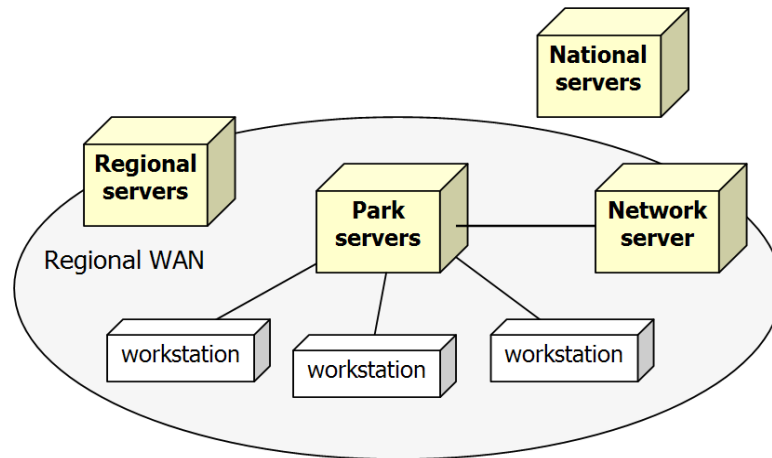 National
servers
Regional
servers
Park
servers
Network
server
Regional WAN
workstation
workstation
workstation